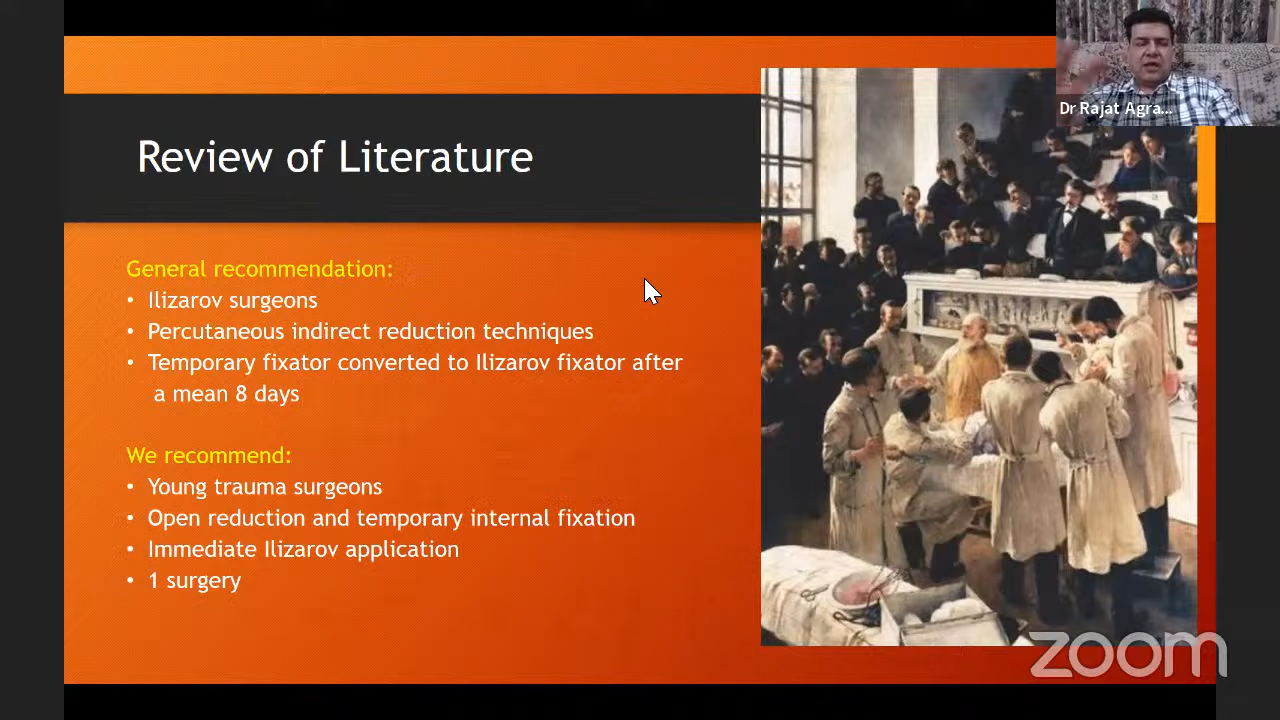 Dr Rajat Agra...
Review of Literature
General recommendation:
• Ilizarov surgeons
• Percutaneous indirect reduction techniques
• Temporary fixator converted to Ilizarov fixator after
a mean 8 days
We recommend:
• Young trauma surgeons
• Open reduction and temporary internal fixation
• Immediate Ilizarov application
• 1 surgery
zoom